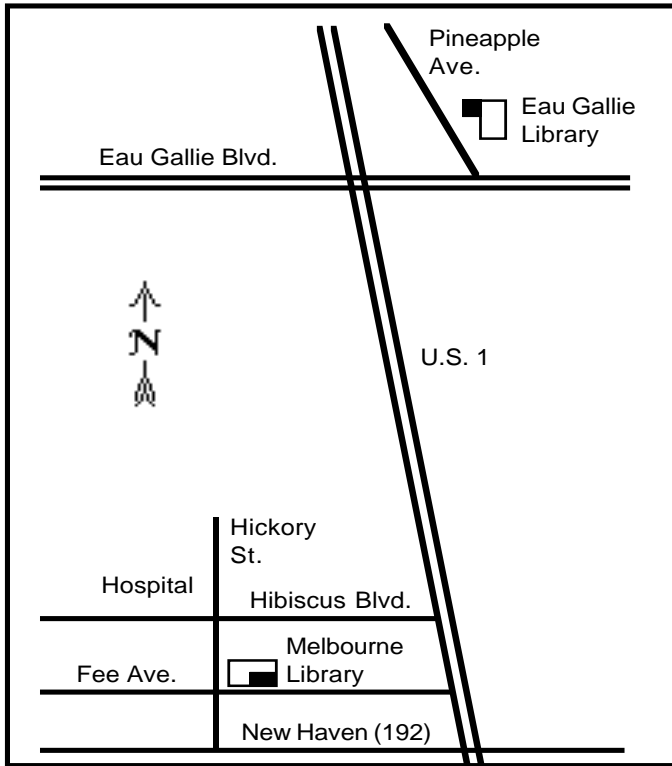 Pineapple
Ave.
Eau Gallie
Library
Eau Gallie Blvd.
N
U.S. 1
Hickory
St.
Hospital
Hibiscus Blvd.
Melbourne
Library
Fee Ave.
New Haven (192)